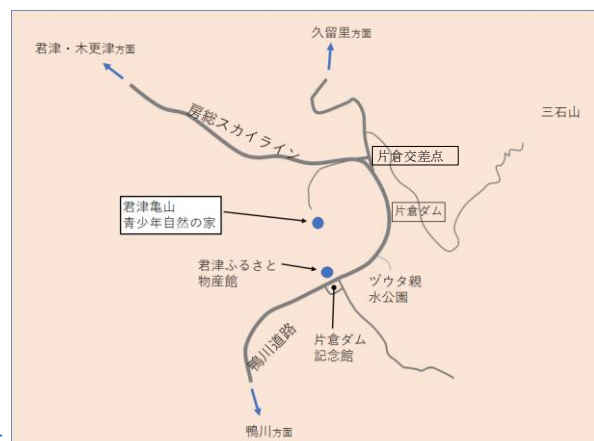 久留里方面
君津・木更津方面
三石山
房総スカイライン
片倉交差点
君津亀山
青少年自然の家
片倉ダム
君津ふるさと
物産館
ヅウタ親
水公園
鴨川道路
片倉ダム
記念館
鴨川方面